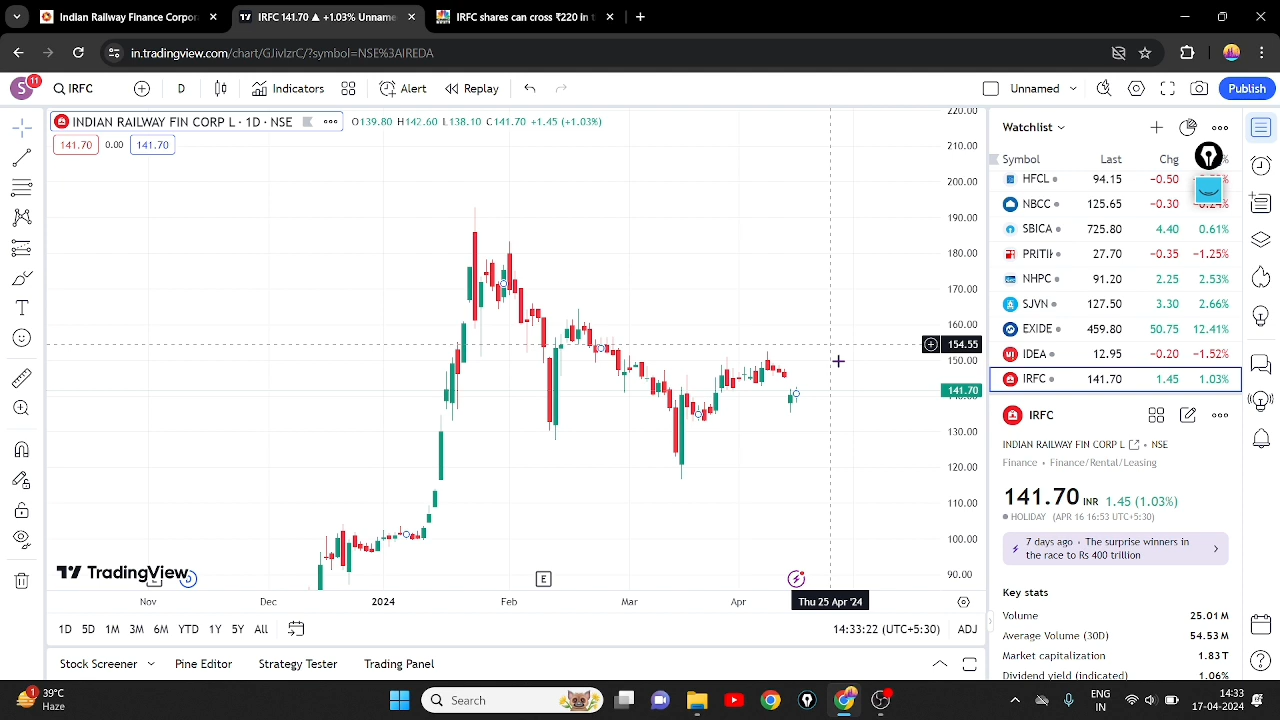 Indian Railway Finance Corpora
IRFC 141.70 ▲ +1.03% Unname
IRFC shares can cross ₹220 in t
in.tradingview.com/chart/GJivlzrC/?symbol=NSE%3AIREDA
S 11
IRFC
D
Indicators
Alert
Replay
Unnamed
Publish
INDIAN RAILWAY FIN CORP L · 1D · NSE
O139.80 H142.60 L138.10 C141.70 +1.45 (+1.03%)
141.70 0.00 141.70
220.00
210.00
200.00
190.00
180.00
170.00
160.00
154.55
150.00
141.70
130.00
120.00
110.00
100.00
90.00
TradingView
E
Nov Dec 2024 Feb Mar Apr
Thu 25 Apr '24
1D 5D 1M 3M 6M YTD 1Y 5Y All
14:33:22 (UTC+5:30) ADJ
Stock Screener Pine Editor Strategy Tester Trading Panel
Watchlist
Symbol Last Chg
HFCL 94.15 −0.50
NBCC 125.65 −0.30 −0.24%
SBICA 725.80 4.40 0.61%
PRITIK 27.70 −0.35 −1.25%
NHPC 91.20 2.25 2.53%
SJVN 127.50 3.30 2.66%
EXIDE 459.80 50.75 12.41%
IDEA 12.95 −0.20 −1.52%
IRFC 141.70 1.45 1.03%
IRFC
INDIAN RAILWAY FIN CORP L NSE
Finance • Finance/Rental/Leasing
141.70 INR 1.45 (1.03%)
HOLIDAY (APR 16 16:53 UTC+5:30)
7 days ago • The surprise winners in
the race to Rs 400 trillion
Key stats
Volume 25.01 M
Average Volume (30D) 54.53 M
Market capitalization 1.83 T
Dividend yield (indicated) 1.06%
1
39°C
Haze
Search
ENG
IN
14:33
17-04-2024